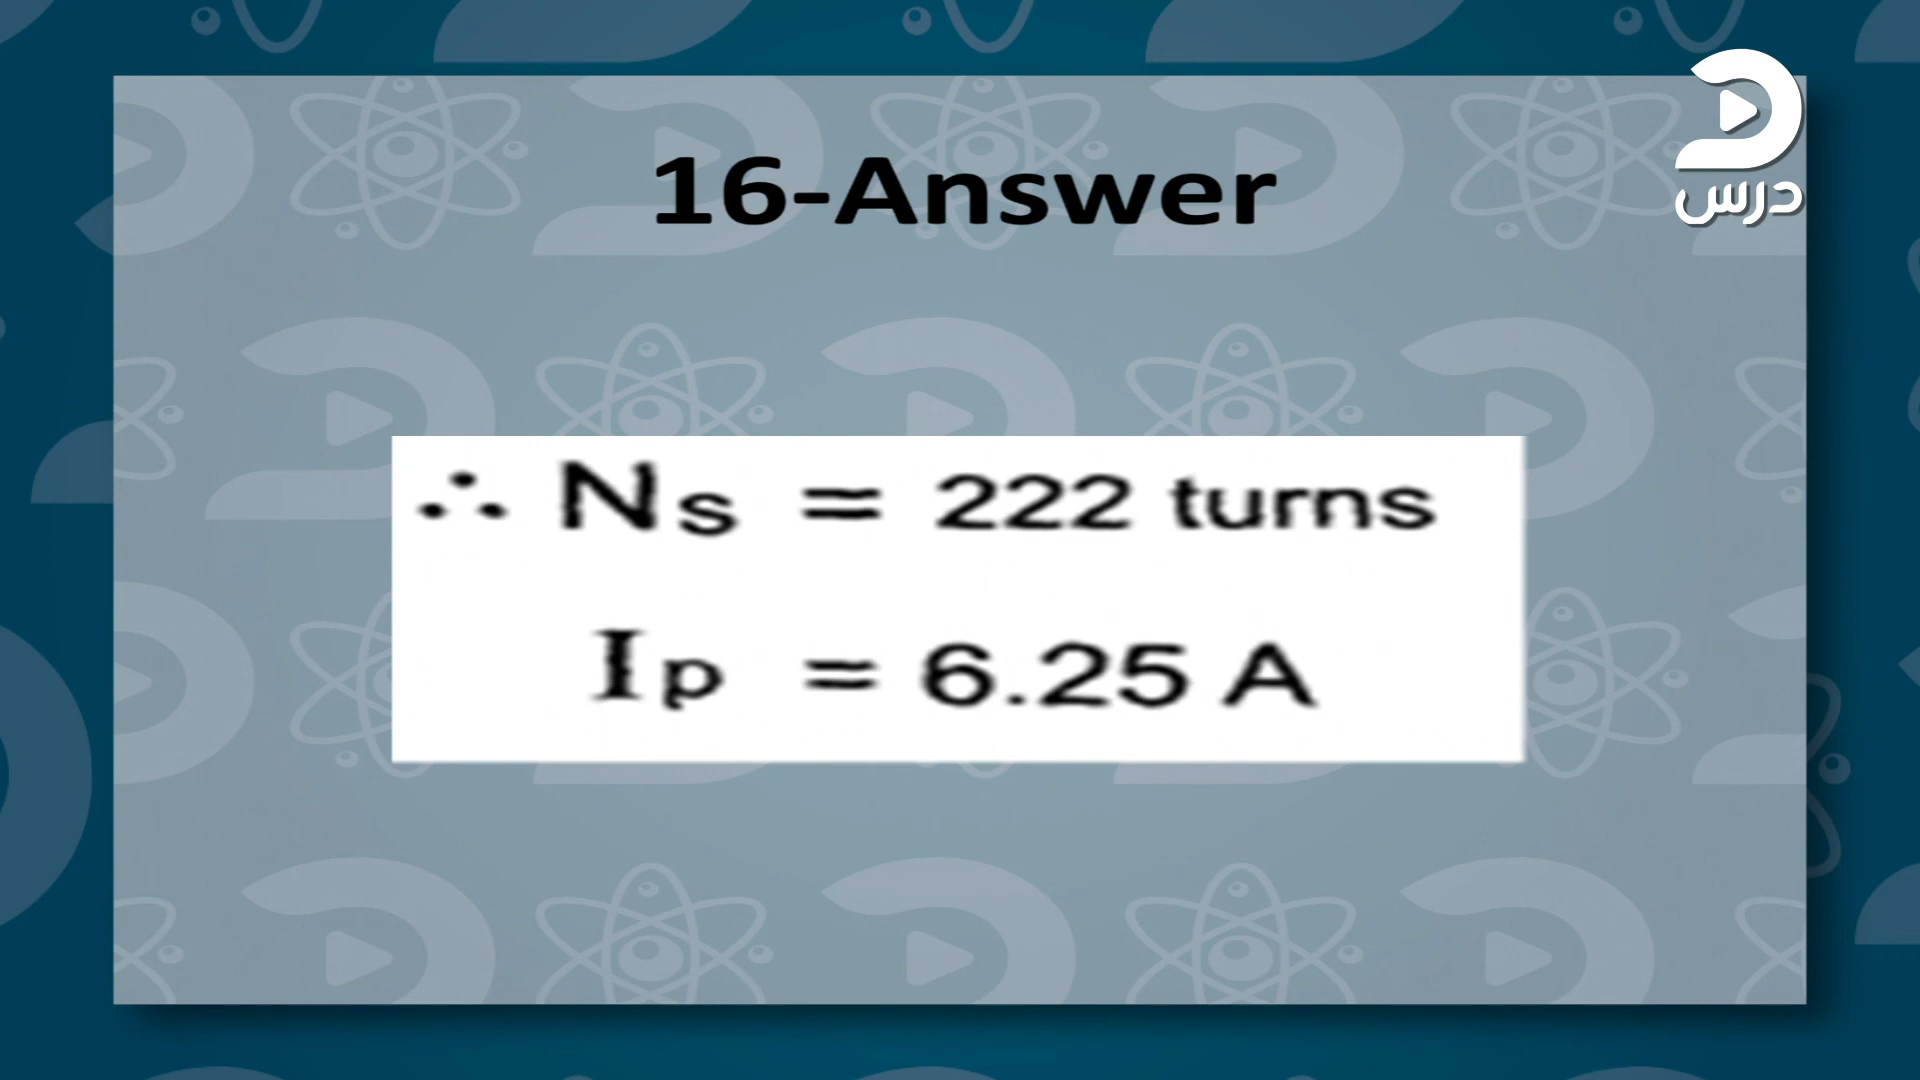 درس
16-Answer
∴ Ns = 222 turns
Ip = 6.25 A